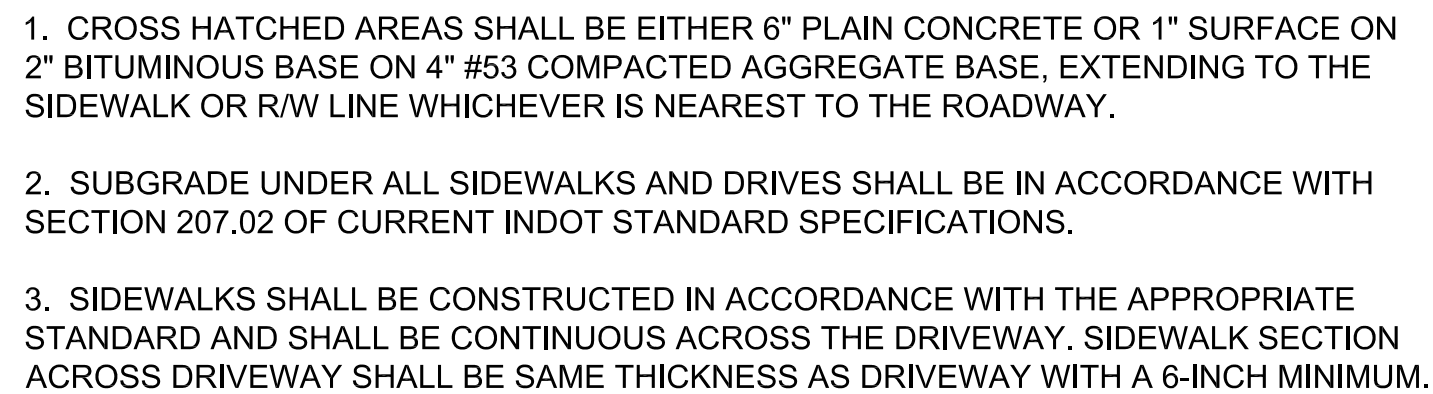 1. CROSS HATCHED AREAS SHALL BE EITHER 6" PLAIN CONCRETE OR 1" SURFACE ON
2" BITUMINOUS BASE ON 4" #53 COMPACTED AGGREGATE BASE, EXTENDING TO THE
SIDEWALK OR R/W LINE WHICHEVER IS NEAREST TO THE ROADWAY.
2. SUBGRADE UNDER ALL SIDEWALKS AND DRIVES SHALL BE IN ACCORDANCE WITH
SECTION 207.02 OF CURRENT INDOT STANDARD SPECIFICATIONS.
3. SIDEWALKS SHALL BE CONSTRUCTED IN ACCORDANCE WITH THE APPROPRIATE
STANDARD AND SHALL BE CONTINUOUS ACROSS THE DRIVEWAY. SIDEWALK SECTION
ACROSS DRIVEWAY SHALL BE SAME THICKNESS AS DRIVEWAY WITH A 6-INCH MINIMUM.